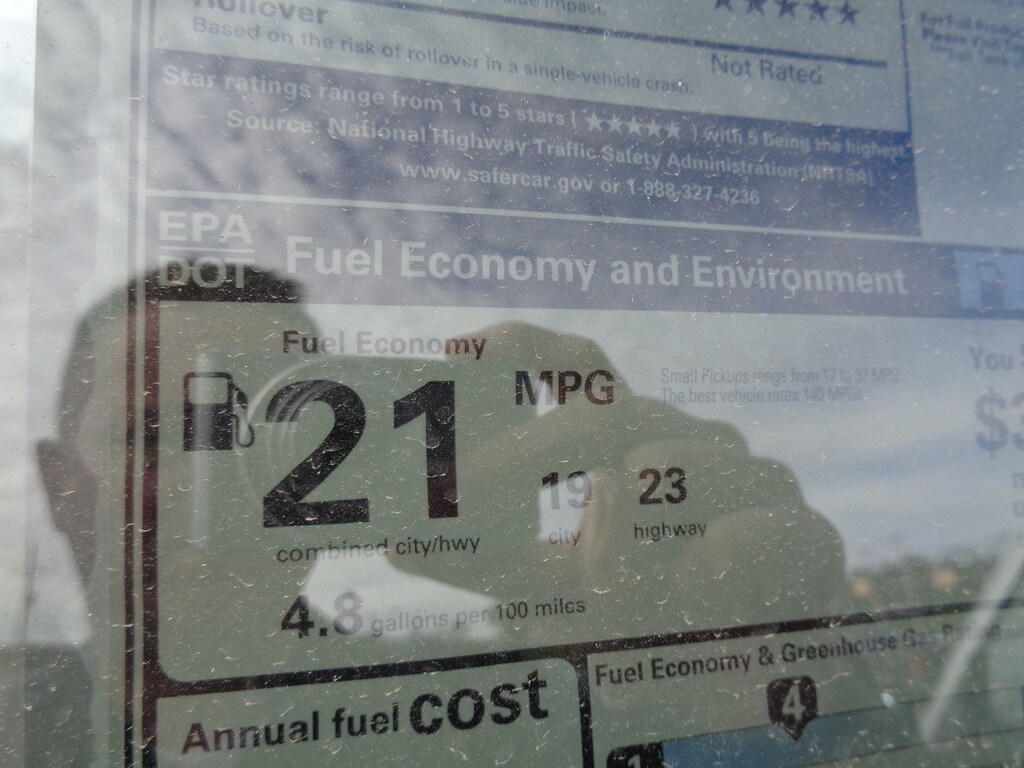 Rollover
Based on the risk of rollover in a single-vehicle crash.
Not Rated
Star ratings range from 1 to 5 stars (★★★★★) with 5 being the highest
Source: National Highway Traffic Safety Administration (NHTSA)
www.safercar.gov or 1-888-327-4236
EPA
DOT
Fuel Economy and Environment
Fuel Economy
21
MPG
Small Pickups range from 17 to 37 MPG.
The best vehicle rates 140 MPGe.
19
city
23
highway
combined city/hwy
4.8 gallons per 100 miles
You
$3
Annual fuel cost
Fuel Economy & Greenhouse Gas Rating
4
1